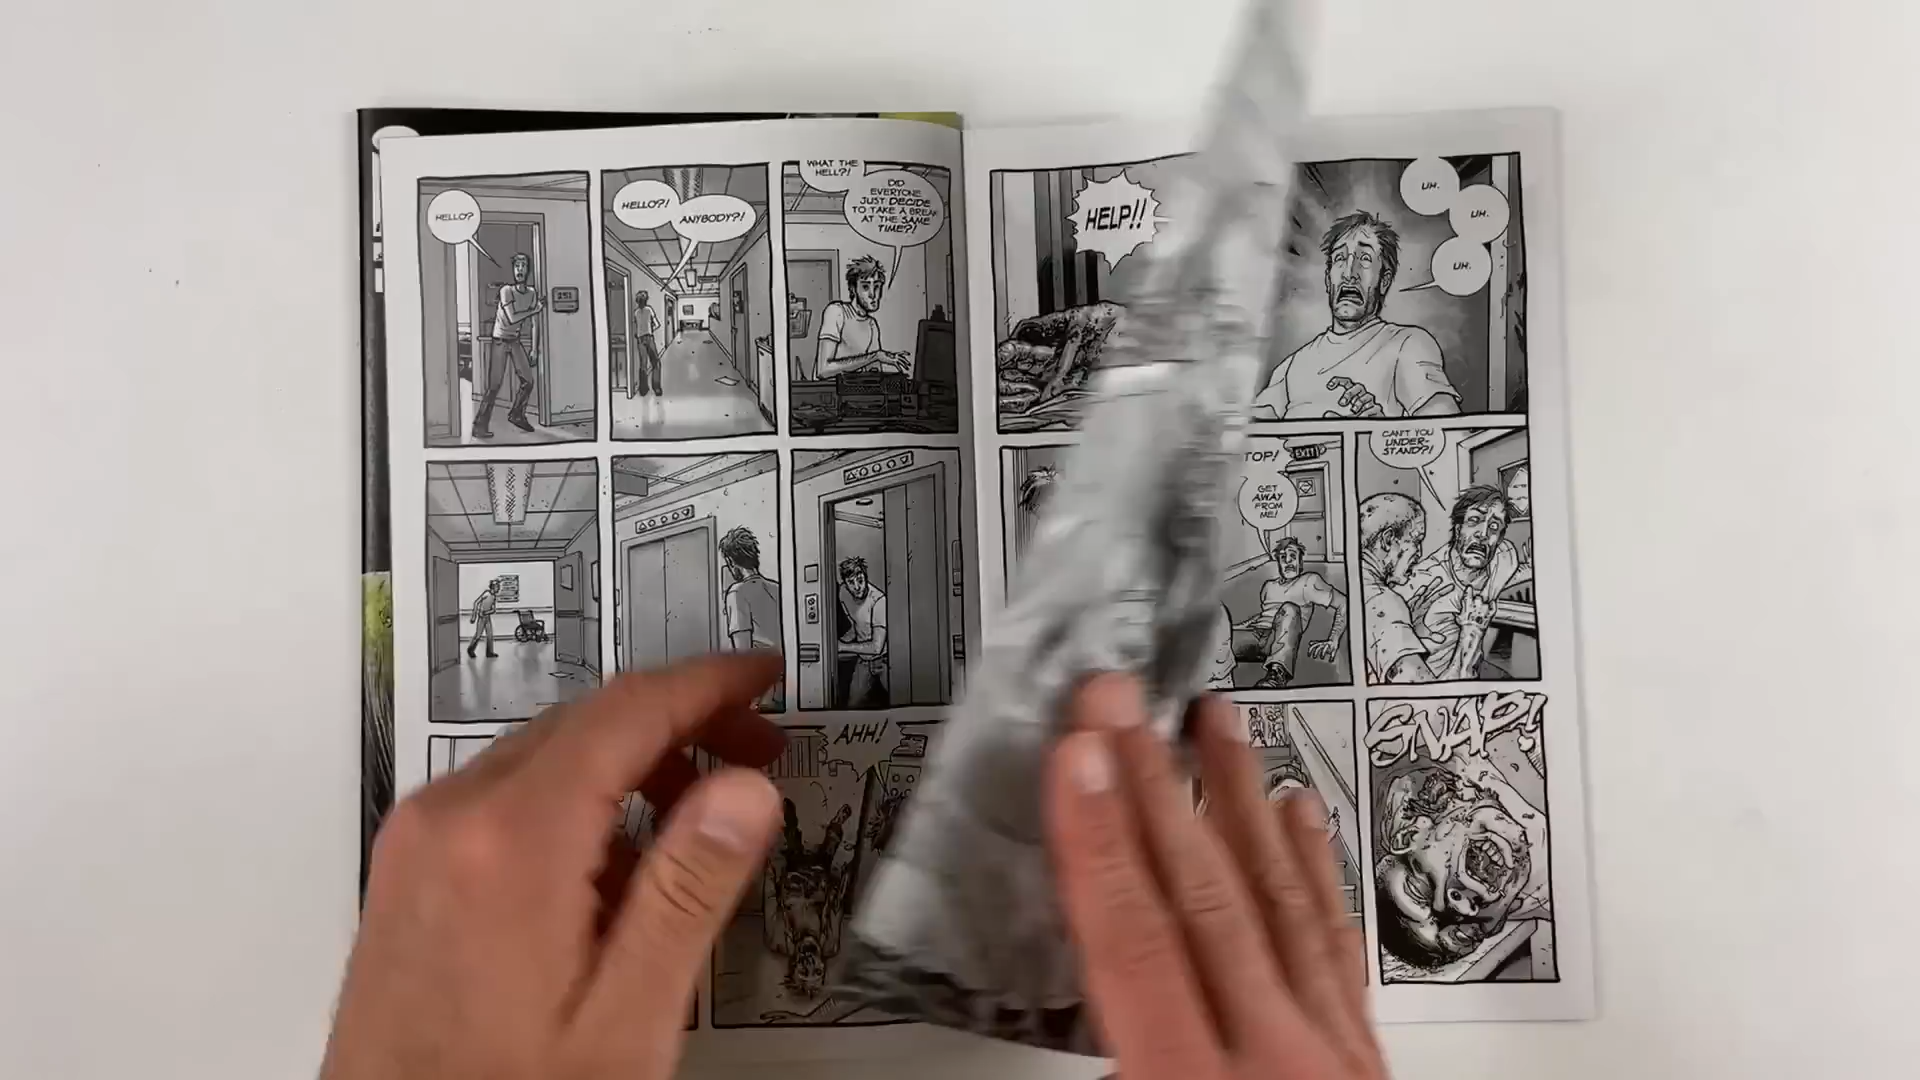 HELLO?
HELLO?!
ANYBODY?!
WHAT THE
HELL?!
DID
EVERYONE
JUST DECIDE
TO TAKE A BREAK
AT THE SAME
TIME?!
251
AHH!
HELP!!
UH.
UH.
UH.
TOP!
EXIT
GET
AWAY
FROM
ME!
CAN'T YOU
UNDER-
STAND?!
SNAP!